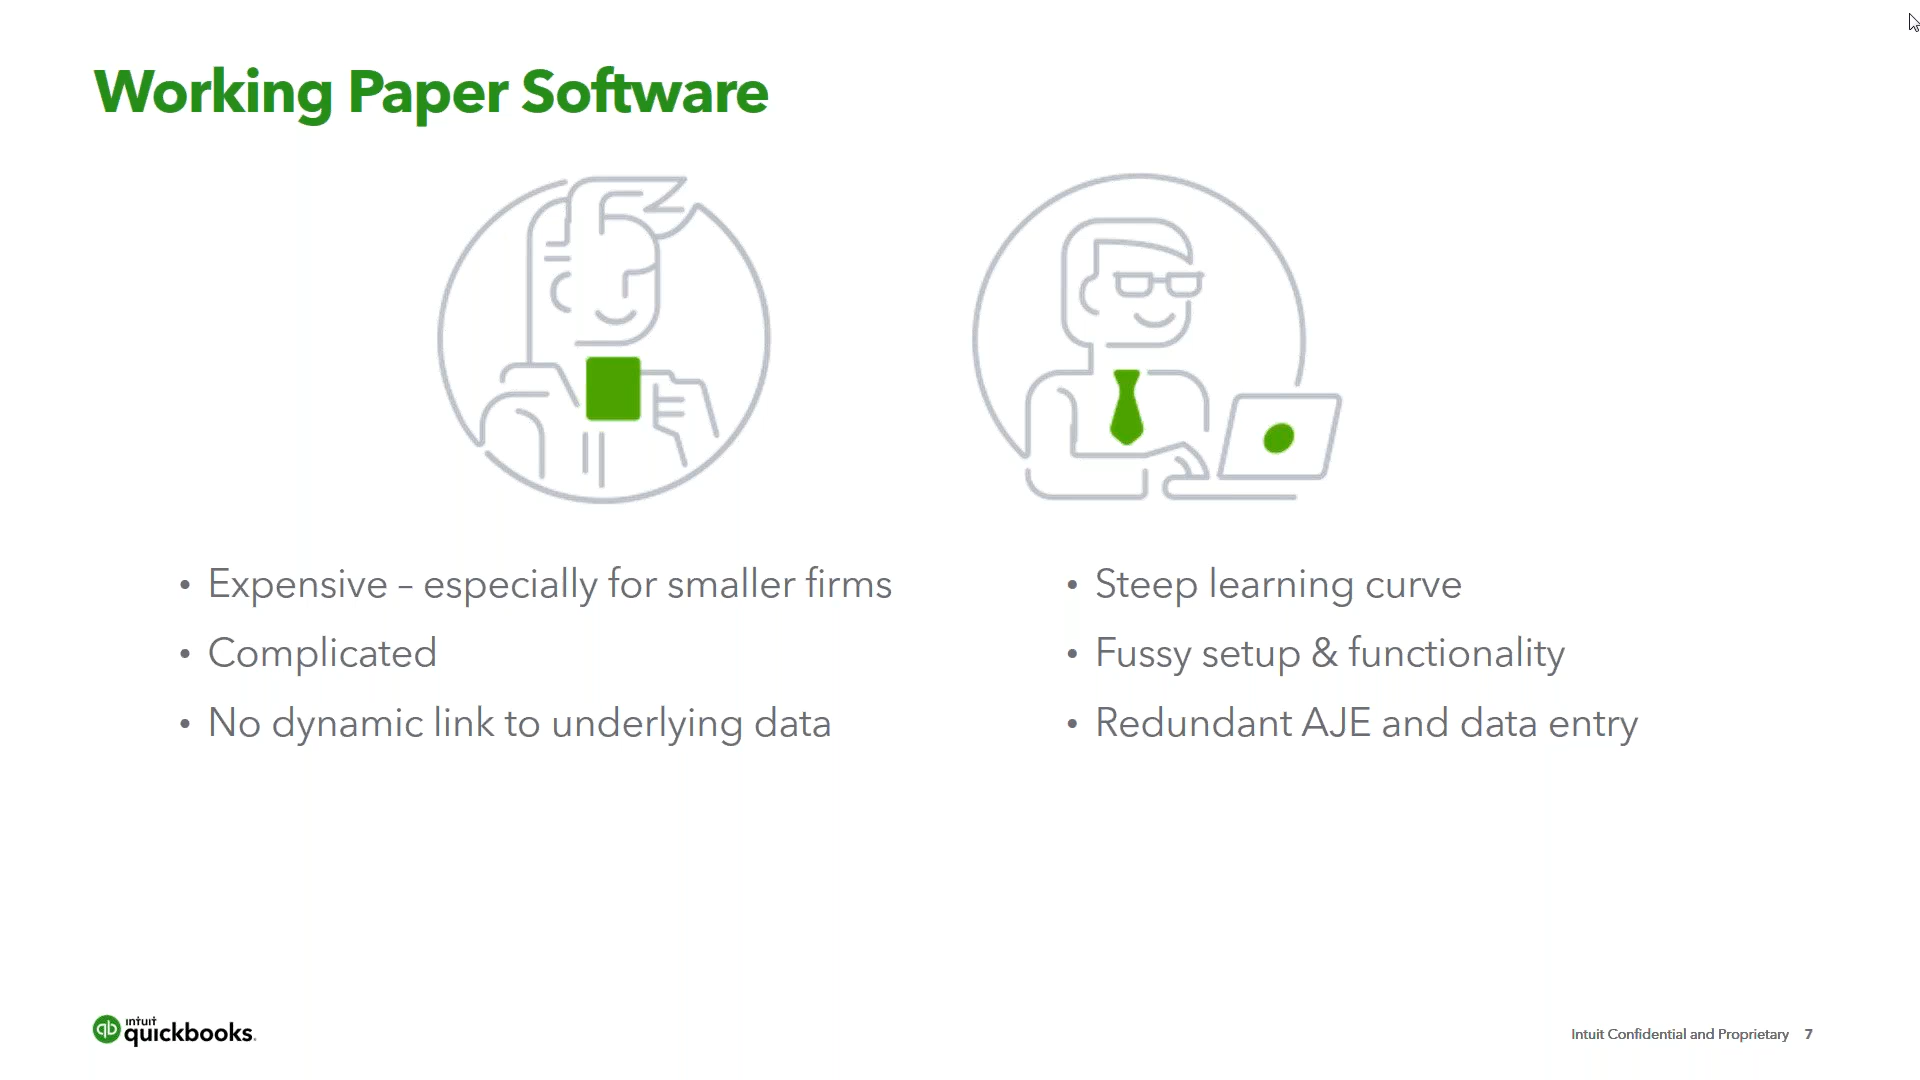 Working Paper Software
• Expensive – especially for smaller firms
• Complicated
• No dynamic link to underlying data
• Steep learning curve
• Fussy setup & functionality
• Redundant AJE and data entry
qb intuit
quickbooks.
Intuit Confidential and Proprietary 7